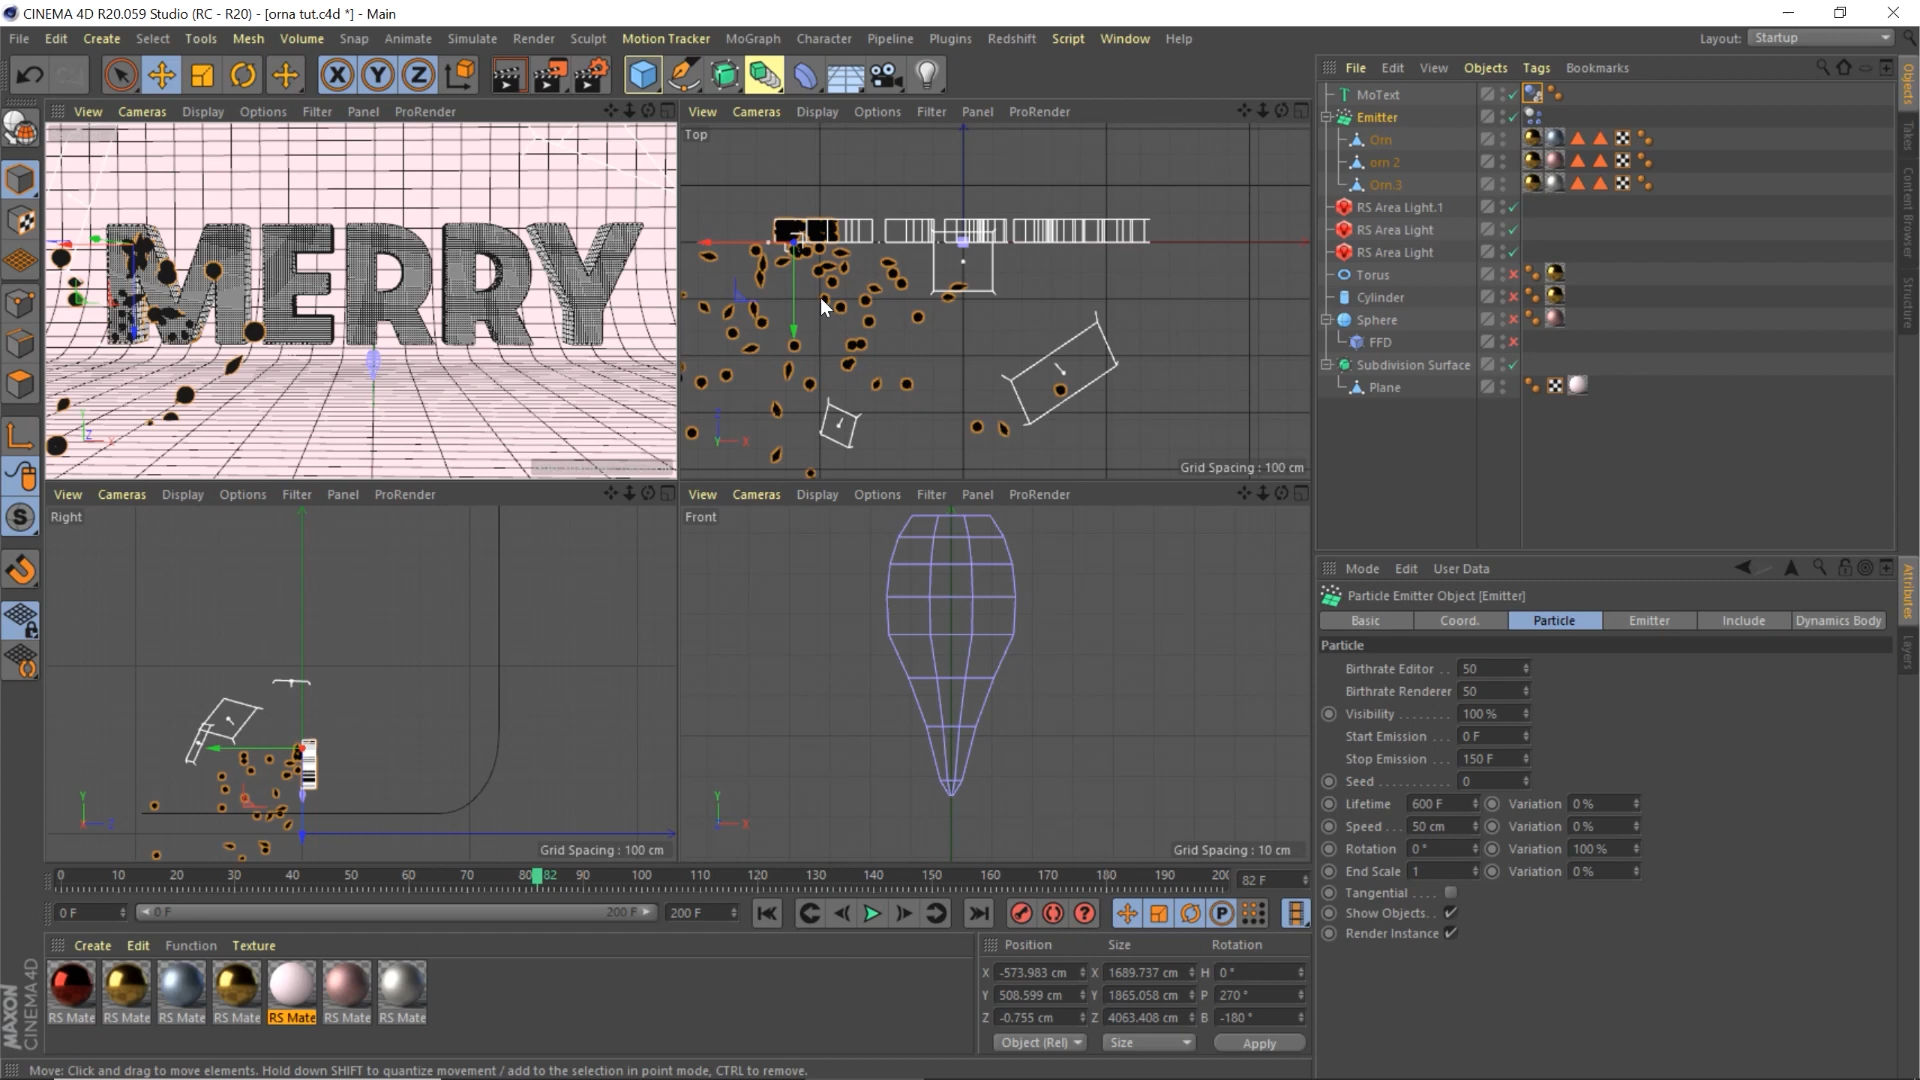 CINEMA 4D R20.059 Studio (RC - R20) - [orna tut.c4d *] - Main
File Edit Create Select Tools Mesh Volume Snap Animate Simulate Render Sculpt Motion Tracker MoGraph Character Pipeline Plugins Redshift Script Window Help Layout: Startup
View Cameras Display Options Filter Panel ProRender
View Cameras Display Options Filter Panel ProRender
Top
MERRY
Grid Spacing : 100 cm
View Cameras Display Options Filter Panel ProRender
View Cameras Display Options Filter Panel ProRender
Right
Front
Grid Spacing : 100 cm
Grid Spacing : 10 cm
File Edit View Objects Tags Bookmarks
MoText
Emitter
Orn
orn 2
Orn.3
RS Area Light.1
RS Area Light
RS Area Light
Torus
Cylinder
Sphere
FFD
Subdivision Surface
Plane
Objects
Takes
Content Browser
Structure
Mode Edit User Data
Particle Emitter Object [Emitter]
Basic Coord. Particle Emitter Include Dynamics Body
Particle
Birthrate Editor . . 50
Birthrate Renderer 50
Visibility . . . . . . . . 100 %
Start Emission . . . 0 F
Stop Emission . . . 150 F
Seed . . . . . . . . . . . 0
Lifetime 600 F Variation 0 %
Speed . . . 50 cm Variation 0 %
Rotation 0 ° Variation 100 %
End Scale 1 Variation 0 %
Tangential . . . .
Show Objects. .
Render Instance
Attributes
Layers
0 10 20 30 40 50 60 70 80 82 90 100 110 120 130 140 150 160 170 180 190 200 82 F
0 F 0 F 200 F 200 F
Create Edit Function Texture
RS Mate RS Mate RS Mate RS Mate RS Mate RS Mate RS Mate
MAXON CINEMA 4D
Position Size Rotation
X -573.983 cm X 1689.737 cm H 0 °
Y 508.599 cm Y 1865.058 cm P 270 °
Z -0.755 cm Z 4063.408 cm B -180 °
Object (Rel) Size Apply
Move: Click and drag to move elements. Hold down SHIFT to quantize movement / add to the selection in point mode, CTRL to remove.